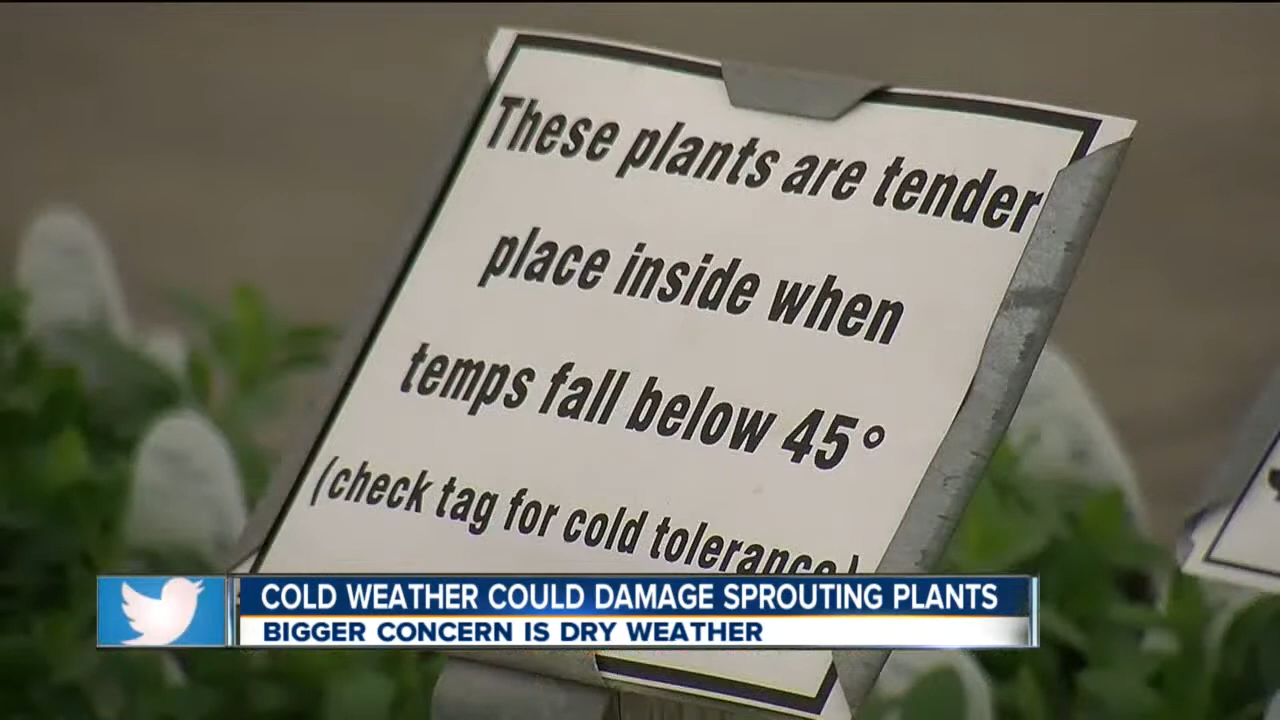 These plants are tender
place inside when
temps fall below 45°
(check tag for cold tolerance)
COLD WEATHER COULD DAMAGE SPROUTING PLANTS
BIGGER CONCERN IS DRY WEATHER